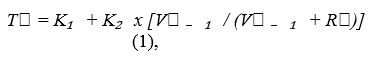 T□ = K₁ + K₂ x [V□ ₋ ₁ / (V□ ₋ ₁ + R□)]
(1),